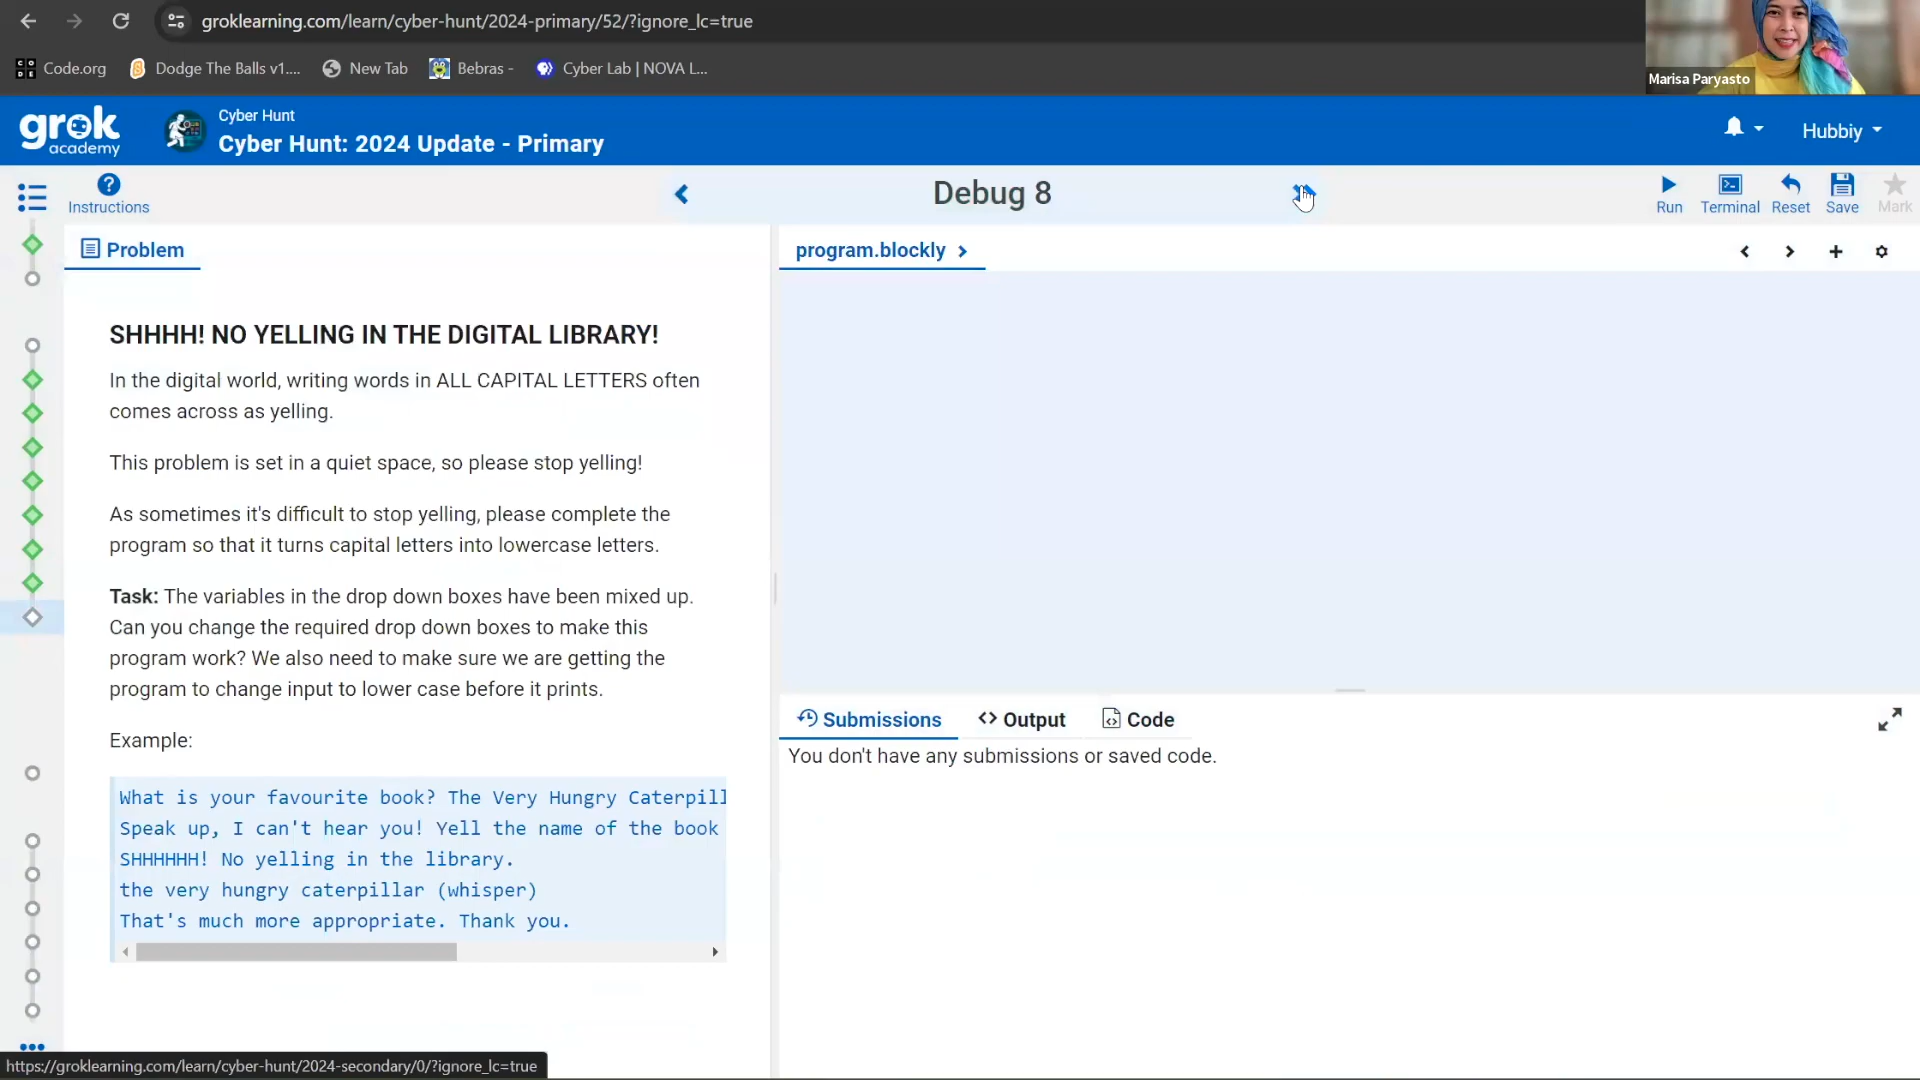 groklearning.com/learn/cyber-hunt/2024-primary/52/?ignore_lc=true
Code.org
Dodge The Balls v1....
New Tab
Bebras -
Cyber Lab | NOVA L...
Marisa Paryasto
grok
academy
Cyber Hunt
Cyber Hunt: 2024 Update - Primary
Hubbiy
Instructions
Debug 8
Run
Terminal
Reset
Save
Mark
Problem
program.blockly
SHHHH! NO YELLING IN THE DIGITAL LIBRARY!
In the digital world, writing words in ALL CAPITAL LETTERS often
comes across as yelling.
This problem is set in a quiet space, so please stop yelling!
As sometimes it's difficult to stop yelling, please complete the
program so that it turns capital letters into lowercase letters.
Task: The variables in the drop down boxes have been mixed up.
Can you change the required drop down boxes to make this
program work? We also need to make sure we are getting the
program to change input to lower case before it prints.
Example:
What is your favourite book? The Very Hungry Caterpill
Speak up, I can't hear you! Yell the name of the book
SHHHHHH! No yelling in the library.
the very hungry caterpillar (whisper)
That's much more appropriate. Thank you.
Submissions
Output
Code
You don't have any submissions or saved code.
https://groklearning.com/learn/cyber-hunt/2024-secondary/0/?ignore_lc=true